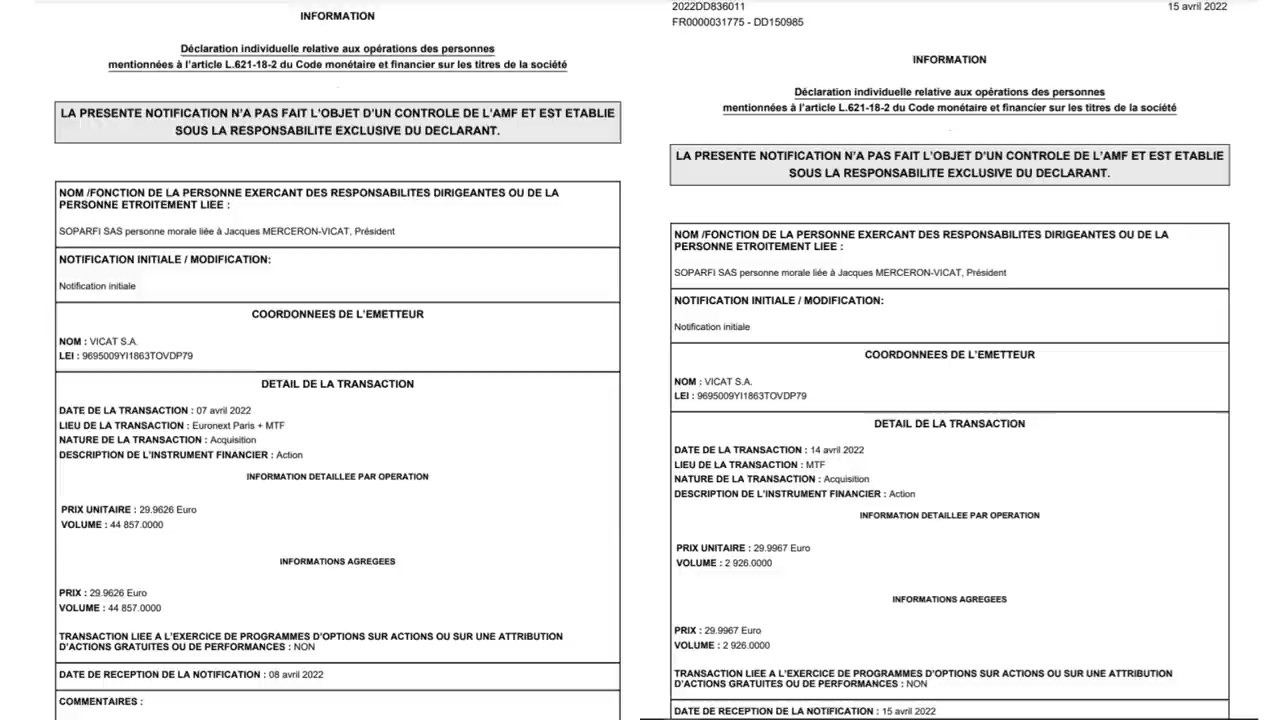 INFORMATION
Déclaration individuelle relative aux opérations des personnes
mentionnées à l'article L.621-18-2 du Code monétaire et financier sur les titres de la société
LA PRESENTE NOTIFICATION N'A PAS FAIT L'OBJET D'UN CONTROLE DE L'AMF ET EST ETABLIE
SOUS LA RESPONSABILITE EXCLUSIVE DU DECLARANT.
NOM /FONCTION DE LA PERSONNE EXERCANT DES RESPONSABILITES DIRIGEANTES OU DE LA
PERSONNE ETROITEMENT LIEE :
SOPARFI SAS personne morale liée à Jacques MERCERON-VICAT, Président
NOTIFICATION INITIALE / MODIFICATION:
Notification initiale
COORDONNEES DE L'EMETTEUR
NOM : VICAT S.A.
LEI : 9695009YI1863TOVDP79
DETAIL DE LA TRANSACTION
DATE DE LA TRANSACTION : 07 avril 2022
LIEU DE LA TRANSACTION : Euronext Paris + MTF
NATURE DE LA TRANSACTION : Acquisition
DESCRIPTION DE L'INSTRUMENT FINANCIER : Action
INFORMATION DETAILLEE PAR OPERATION
PRIX UNITAIRE : 29.9626 Euro
VOLUME : 44 857.0000
INFORMATIONS AGREGEES
PRIX : 29.9626 Euro
VOLUME : 44 857.0000
TRANSACTION LIEE A L'EXERCICE DE PROGRAMMES D'OPTIONS SUR ACTIONS OU SUR UNE ATTRIBUTION
D'ACTIONS GRATUITES OU DE PERFORMANCES : NON
DATE DE RECEPTION DE LA NOTIFICATION : 08 avril 2022
COMMENTAIRES :
2022DD836011 15 avril 2022
FR0000031775 - DD150985
INFORMATION
Déclaration individuelle relative aux opérations des personnes
mentionnées à l'article L.621-18-2 du Code monétaire et financier sur les titres de la société
LA PRESENTE NOTIFICATION N'A PAS FAIT L'OBJET D'UN CONTROLE DE L'AMF ET EST ETABLIE
SOUS LA RESPONSABILITE EXCLUSIVE DU DECLARANT.
NOM /FONCTION DE LA PERSONNE EXERCANT DES RESPONSABILITES DIRIGEANTES OU DE LA
PERSONNE ETROITEMENT LIEE :
SOPARFI SAS personne morale liée à Jacques MERCERON-VICAT, Président
NOTIFICATION INITIALE / MODIFICATION:
Notification initiale
COORDONNEES DE L'EMETTEUR
NOM : VICAT S.A.
LEI : 9695009YI1863TOVDP79
DETAIL DE LA TRANSACTION
DATE DE LA TRANSACTION : 14 avril 2022
LIEU DE LA TRANSACTION : MTF
NATURE DE LA TRANSACTION : Acquisition
DESCRIPTION DE L'INSTRUMENT FINANCIER : Action
INFORMATION DETAILLEE PAR OPERATION
PRIX UNITAIRE : 29.9967 Euro
VOLUME : 2 926.0000
INFORMATIONS AGREGEES
PRIX : 29.9967 Euro
VOLUME : 2 926.0000
TRANSACTION LIEE A L'EXERCICE DE PROGRAMMES D'OPTIONS SUR ACTIONS OU SUR UNE ATTRIBUTION
D'ACTIONS GRATUITES OU DE PERFORMANCES : NON
DATE DE RECEPTION DE LA NOTIFICATION : 15 avril 2022